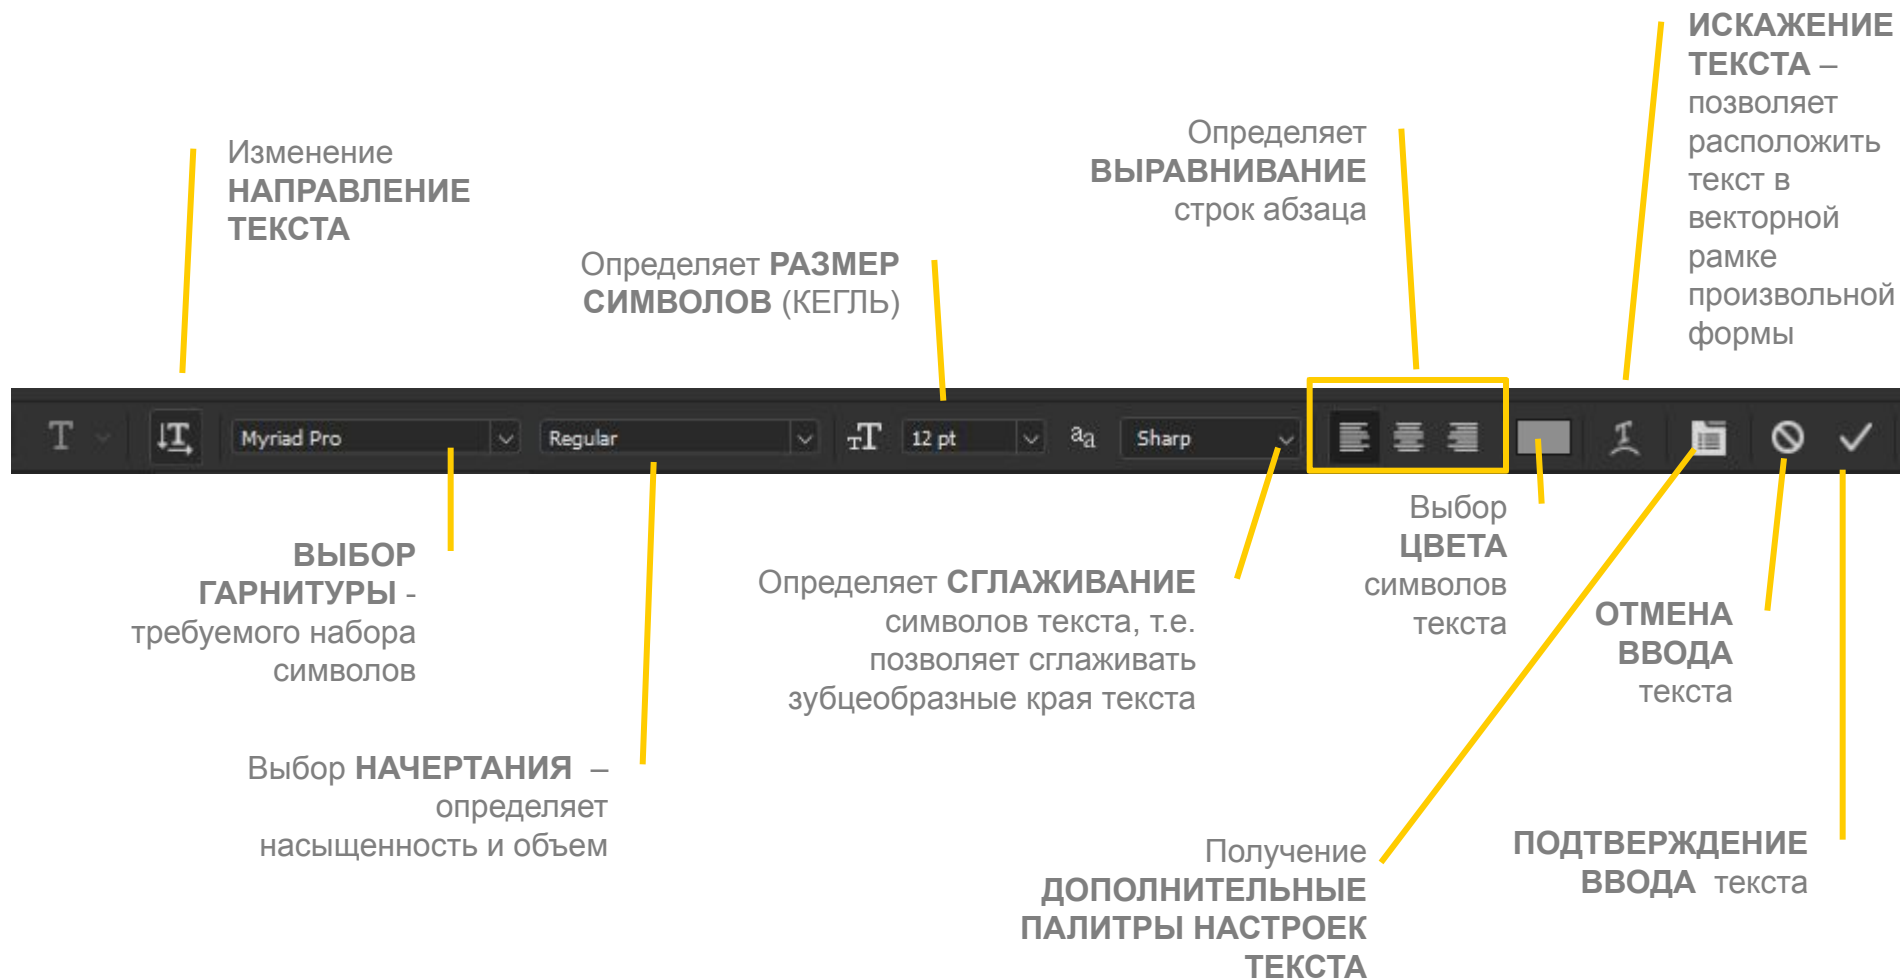 ИСКАЖЕНИЕ
ТЕКСТА –
позволяет
расположить
текст в
векторной
рамке
произвольной
формы
Изменение
НАПРАВЛЕНИЕ
ТЕКСТА
Определяет РАЗМЕР
СИМВОЛОВ (КЕГЛЬ)
Определяет
ВЫРАВНИВАНИЕ
строк абзаца
T
T
Myriad Pro
Regular
TT
12 pt
aa
Sharp
T
ВЫБОР
ГАРНИТУРЫ -
требуемого набора
символов
Выбор НАЧЕРТАНИЯ –
определяет
насыщенность и объем
Определяет СГЛАЖИВАНИЕ
символов текста, т.е.
позволяет сглаживать
зубцеобразные края текста
Выбор
ЦВЕТА
символов
текста
Получение
ДОПОЛНИТЕЛЬНЫЕ
ПАЛИТРЫ НАСТРОЕК
ТЕКСТА
ОТМЕНА
ВВОДА
текста
ПОДТВЕРЖДЕНИЕ
ВВОДА текста